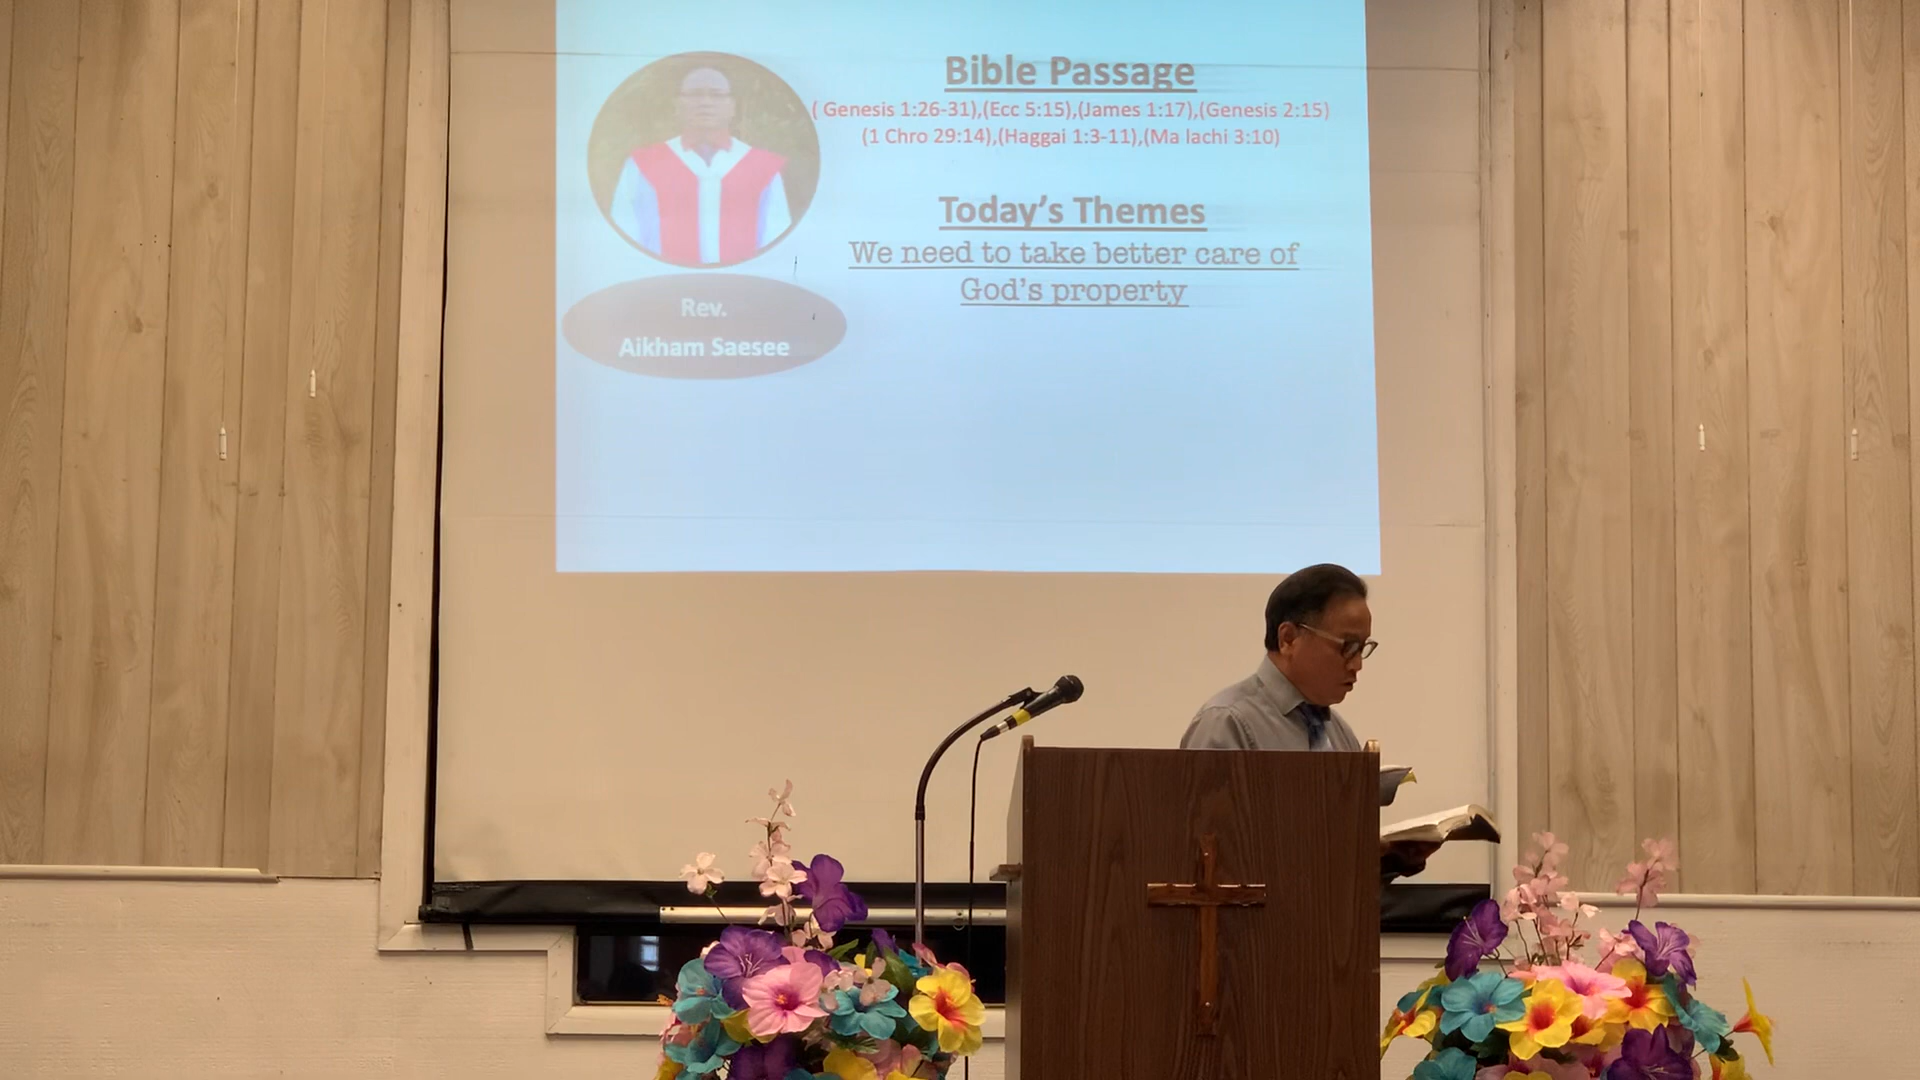 Bible Passage
( Genesis 1:26-31),(Ecc 5:15),(James 1:17),(Genesis 2:15)
(1 Chro 29:14),(Haggai 1:3-11),(Ma lachi 3:10)
Today's Themes
We need to take better care of
God's property
Rev.
Aikham Saesee